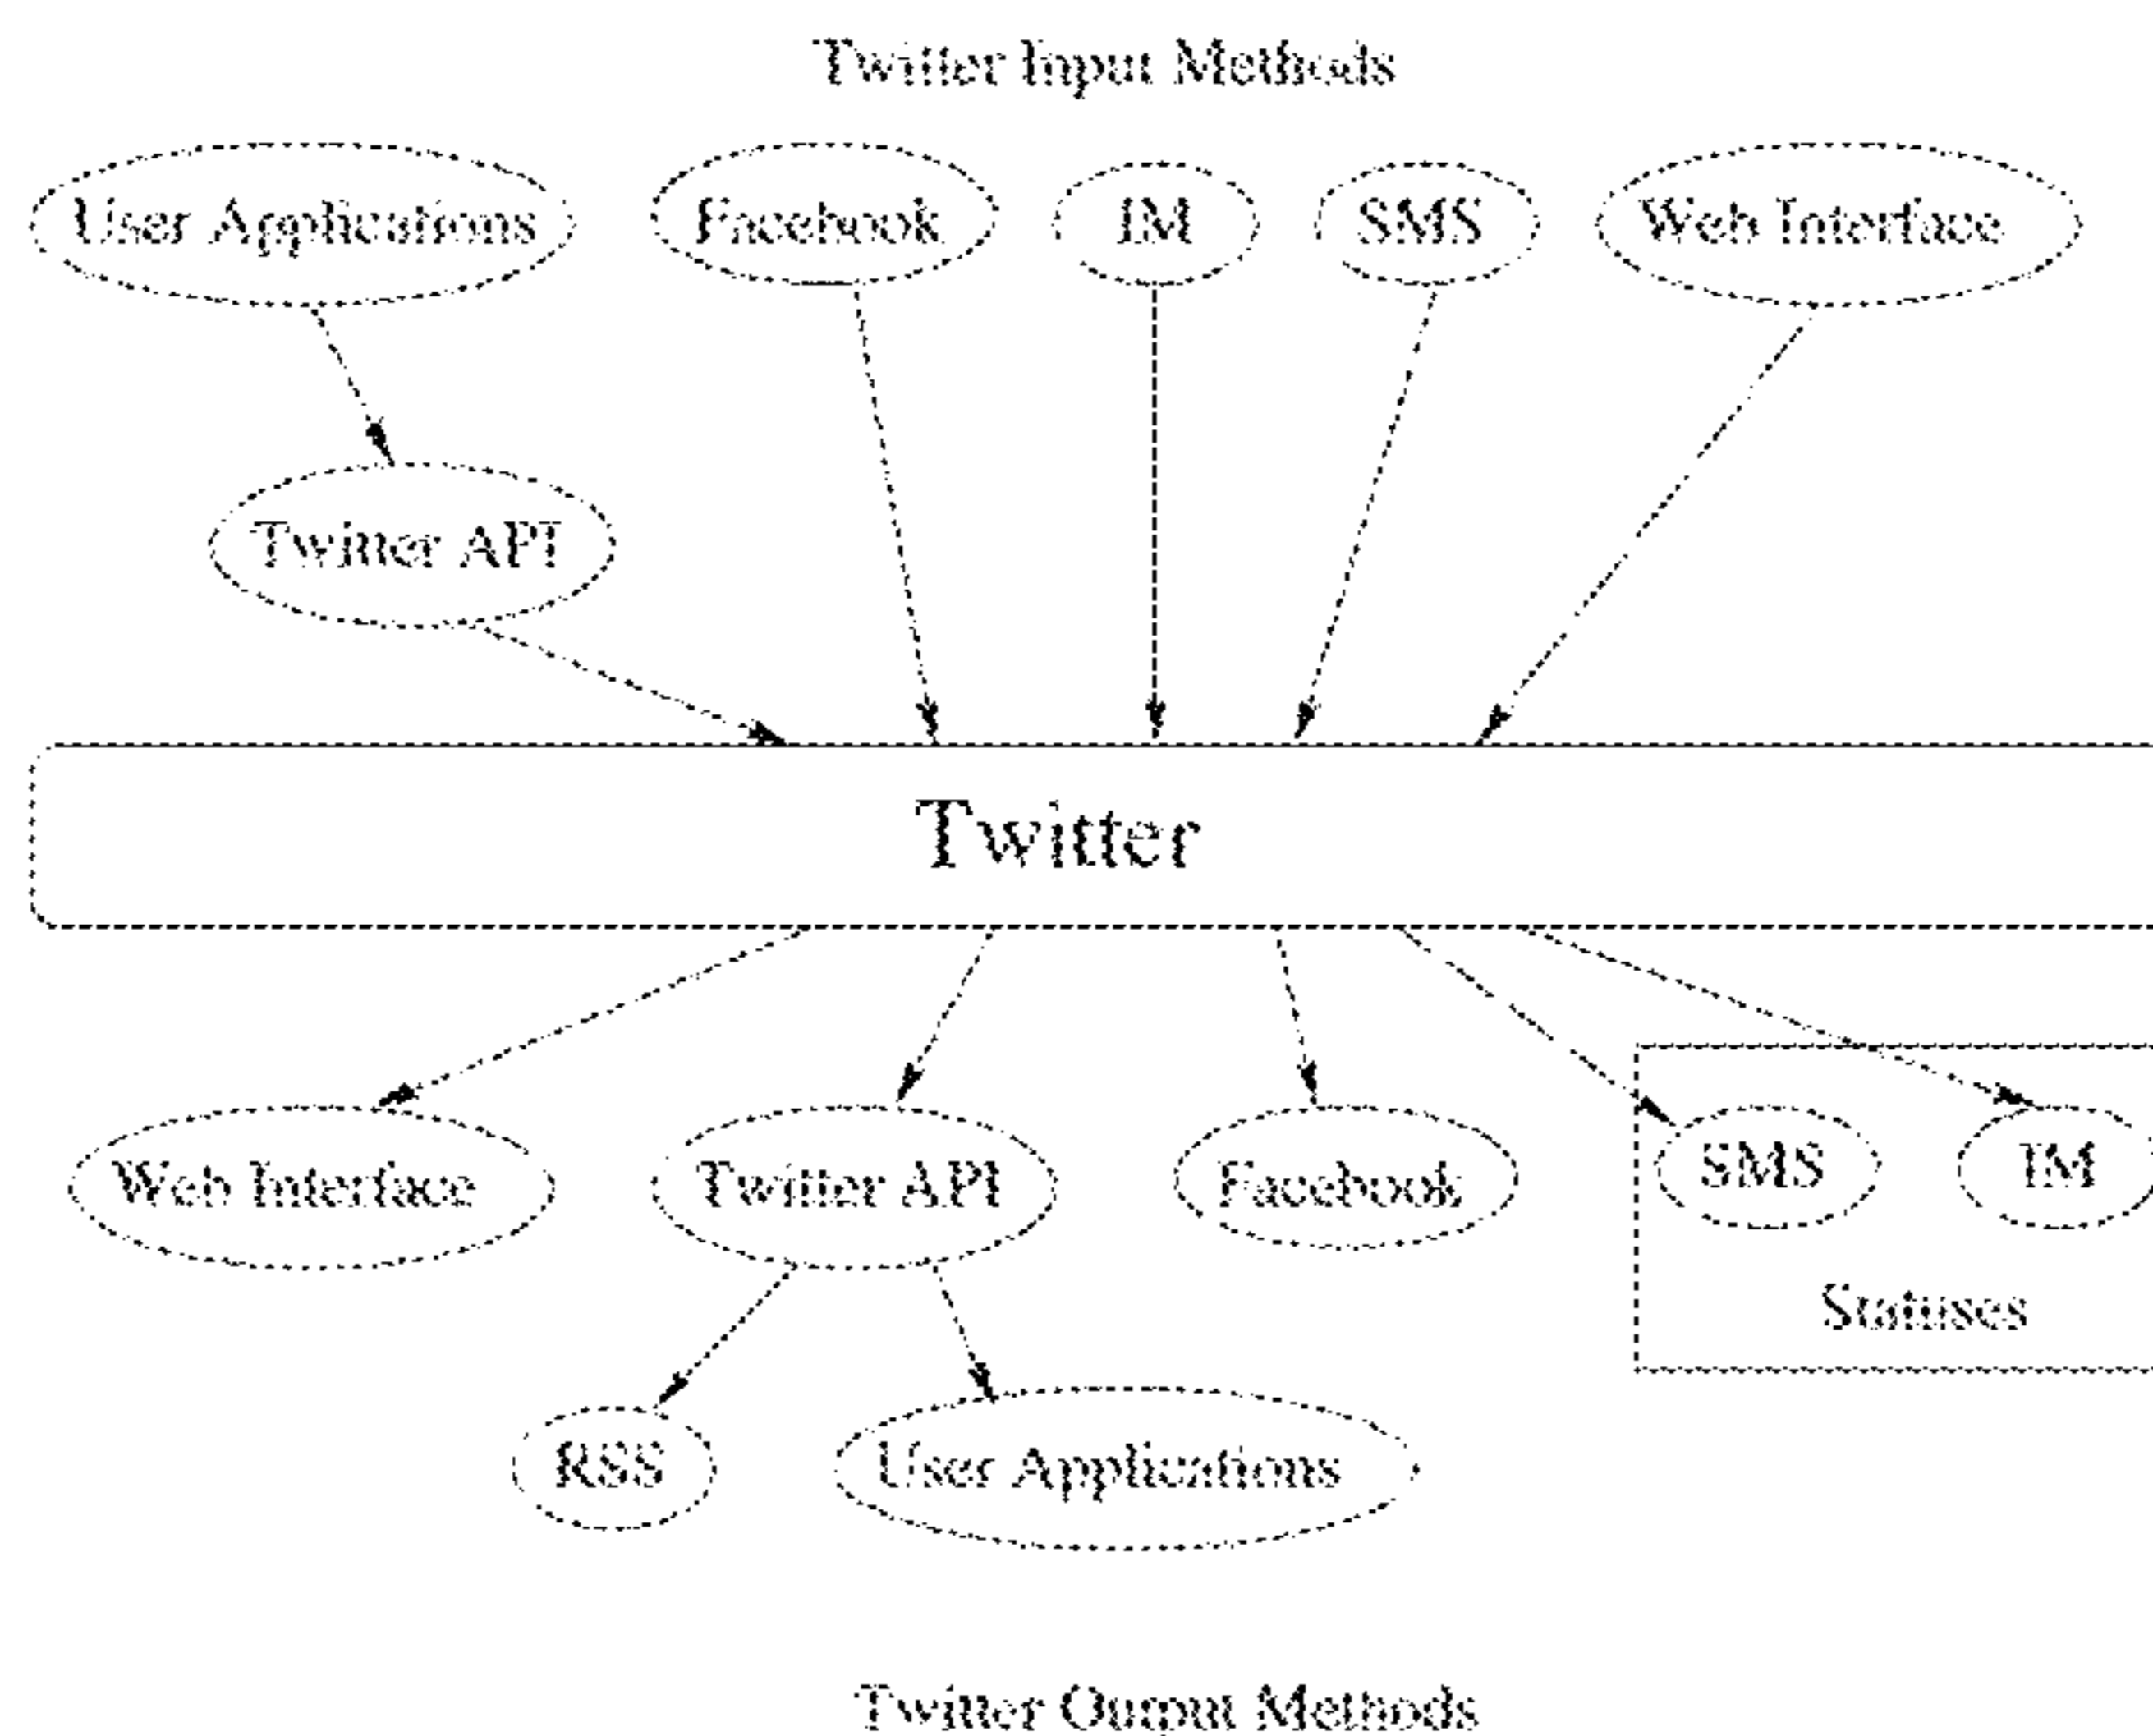 Twitter Input Methods
User Applications
Facebook
IM
SMS
Web Interface
Twitter API
Twitter
Web Interface
Twitter API
Facebook
SMS
IM
Statuses
RSS
User Applications
Twitter Output Methods